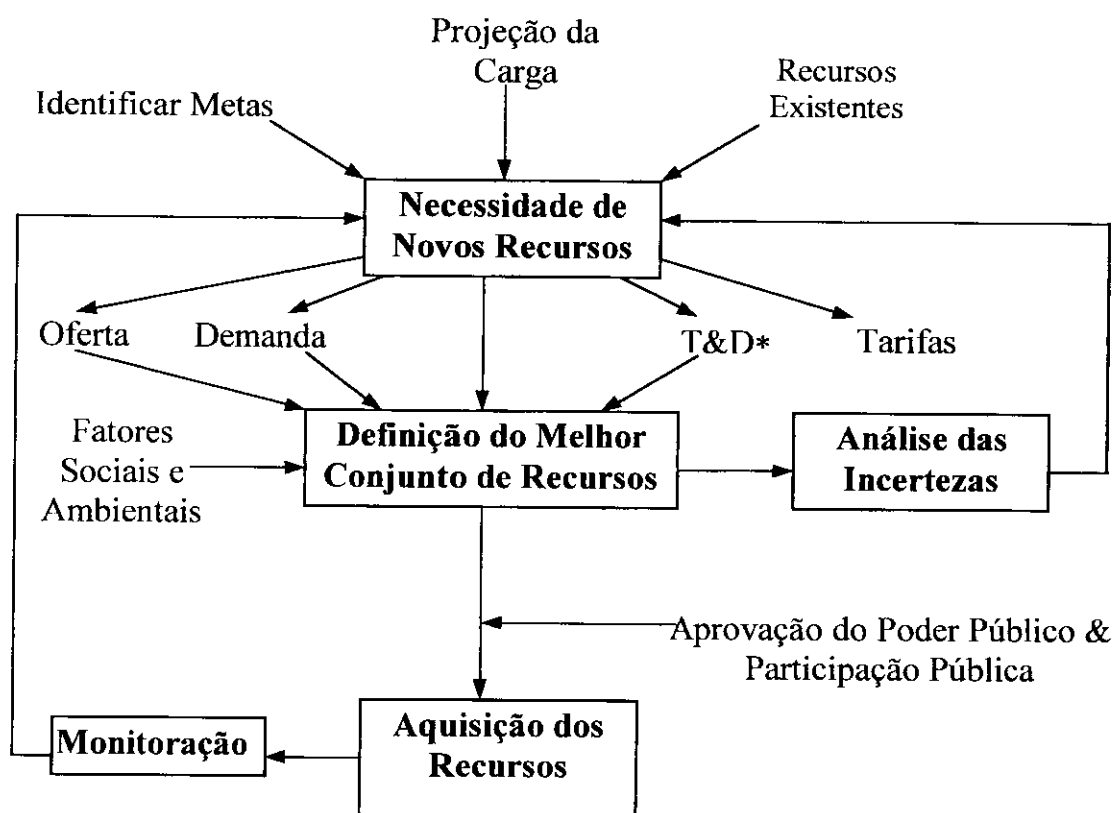 Projeção da
Carga
Recursos
Existentes
Identificar Metas
Necessidade de
Novos Recursos
Oferta
Demanda
T&D*
Tarifas
Fatores
Sociais e
Ambientais
Definição do Melhor
Conjunto de Recursos
Análise das
Incertezas
Aprovação do Poder Público &
Participação Pública
Monitoração
Aquisição dos
Recursos